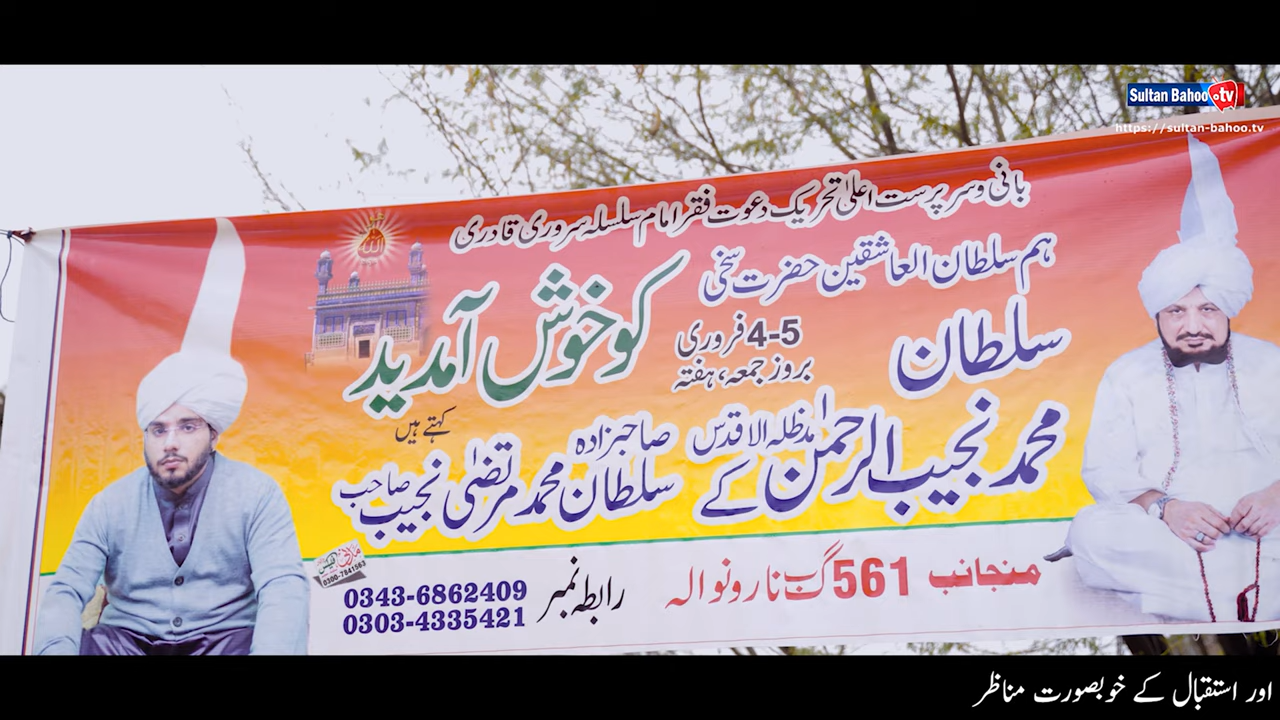 Sultan Bahoo tv
https://sultan-bahoo.tv
بانی و سرپرست اعلیٰ تحریک دعوت فقر امام سلسلہ سروری قادری
ہم سلطان العاشقین حضرت سخی
سلطان
محمد نجیب الرحمن مدظلہ الاقدس کے
4-5 فروری
بروز جمعہ، ہفتہ
صاحبزادہ
سلطان محمد مرتضیٰ نجیب صاحب
کو خوش آمدید
کہتے ہیں
اللہ
منجانب 561 گ ب نارونوالہ
رابطہ نمبر
0343-6862409
0303-4335421
0300-7841563
اور استقبال کے خوبصورت مناظر